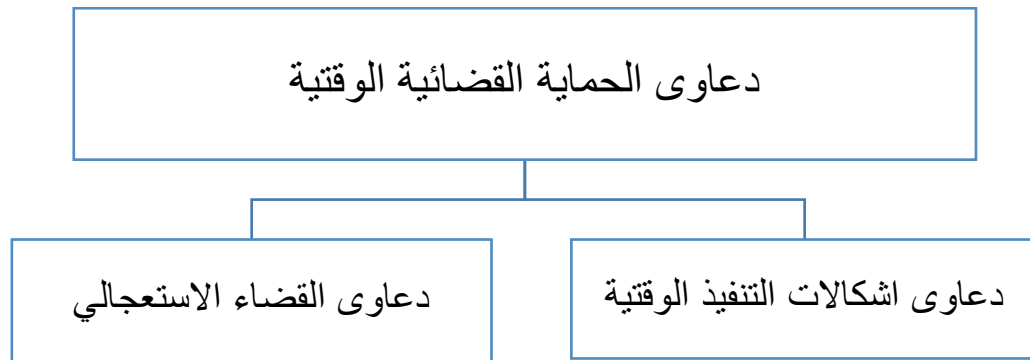 دعاوى الحماية القضائية الوقتية
دعاوى اشكالات التنفيذ الوقتية
دعاوى القضاء الاستعجالي